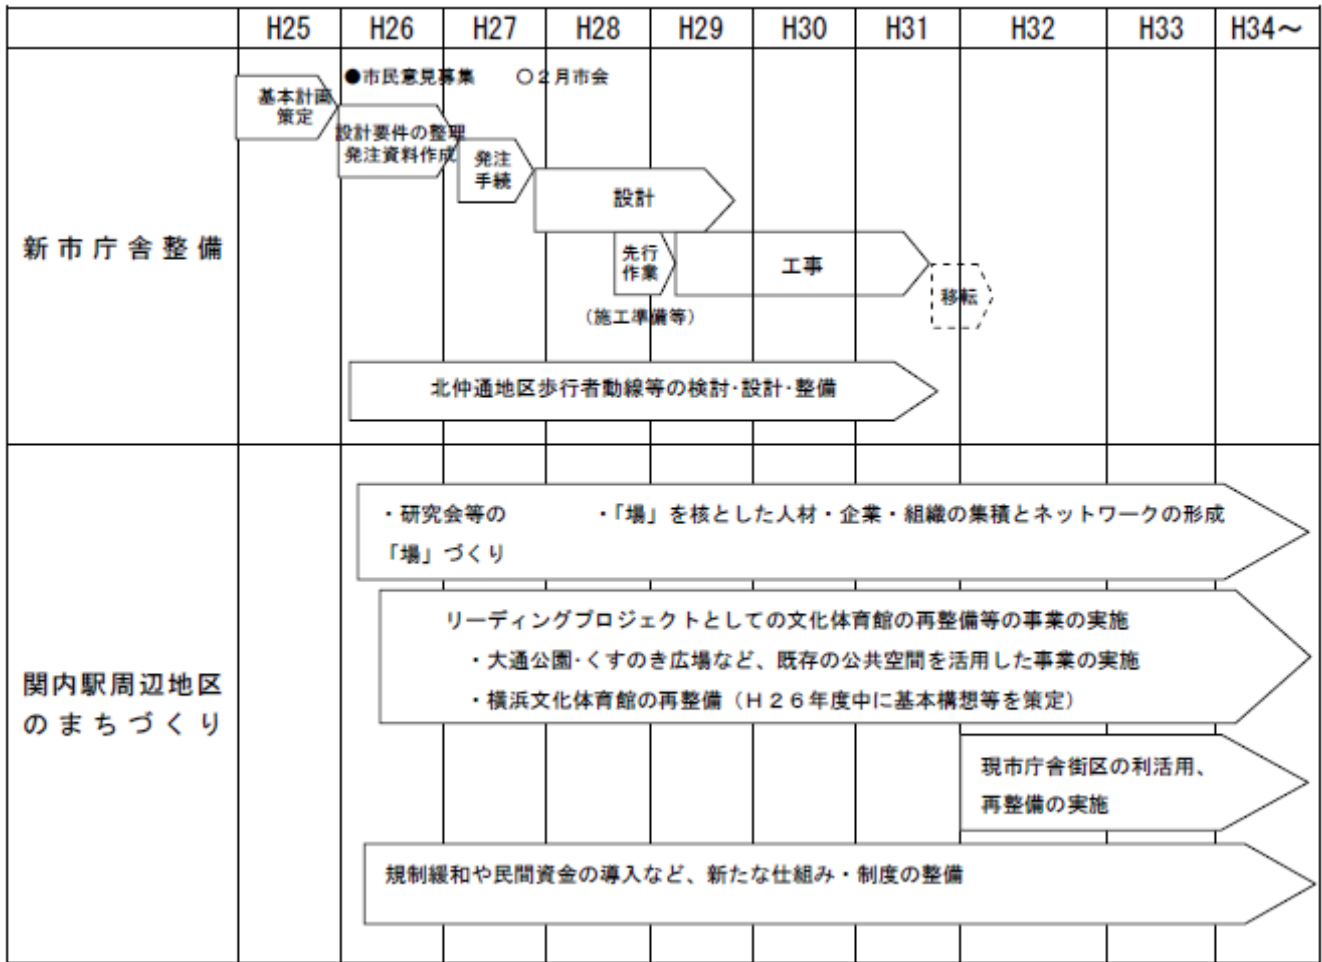 H25 H26 H27 H28 H29 H30 H31 H32 H33 H34～
新市庁舎整備
●市民意見募集 ○2月市会
基本計画
策定
設計要件の整理
発注資料作成
発注
手続
設計
先行
作業
工事
移転
（施工準備等）
北仲通地区歩行者動線等の検討・設計・整備
関内駅周辺地区
のまちづくり
・研究会等の ・「場」を核とした人材・企業・組織の集積とネットワークの形成
「場」づくり
リーディングプロジェクトとしての文化体育館の再整備等の事業の実施
・大通公園・くすのき広場など、既存の公共空間を活用した事業の実施
・横浜文化体育館の再整備（Ｈ２６年度中に基本構想等を策定）
現市庁舎街区の利活用、
再整備の実施
規制緩和や民間資金の導入など、新たな仕組み・制度の整備